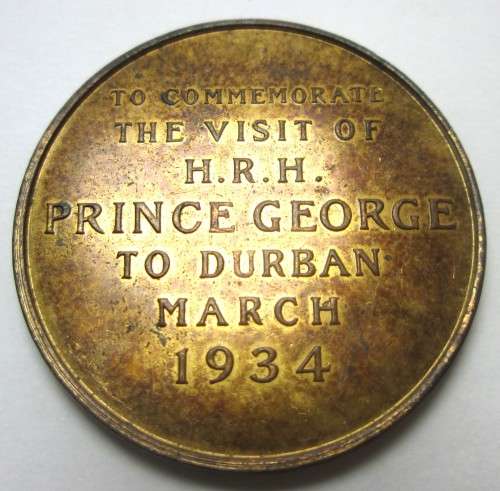 TO COMMEMORATE
THE VISIT OF
H.R.H.
PRINCE GEORGE
TO DURBAN
MARCH
1934